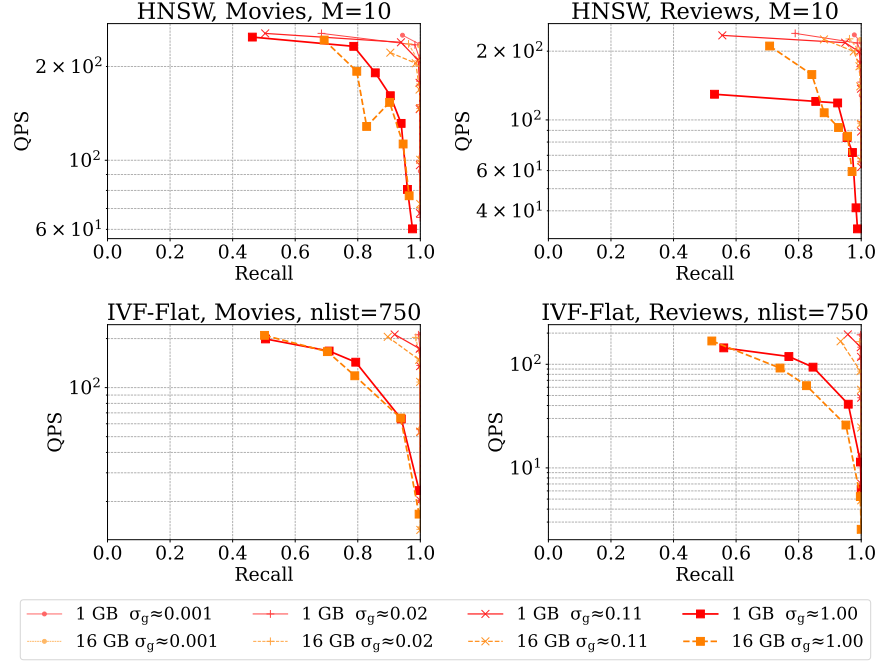 HNSW, Movies, M=10
HNSW, Reviews, M=10
2 × 10²
10²
6 × 10¹
QPS
0.0 0.2 0.4 0.6 0.8 1.0
Recall
2 × 10²
10²
6 × 10¹
4 × 10¹
QPS
0.0 0.2 0.4 0.6 0.8 1.0
Recall
IVF-Flat, Movies, nlist=750
IVF-Flat, Reviews, nlist=750
10²
QPS
0.0 0.2 0.4 0.6 0.8 1.0
Recall
10²
10¹
QPS
0.0 0.2 0.4 0.6 0.8 1.0
Recall
1 GB σg≈0.001 1 GB σg≈0.02 1 GB σg≈0.11 1 GB σg≈1.00
16 GB σg≈0.001 16 GB σg≈0.02 16 GB σg≈0.11 16 GB σg≈1.00